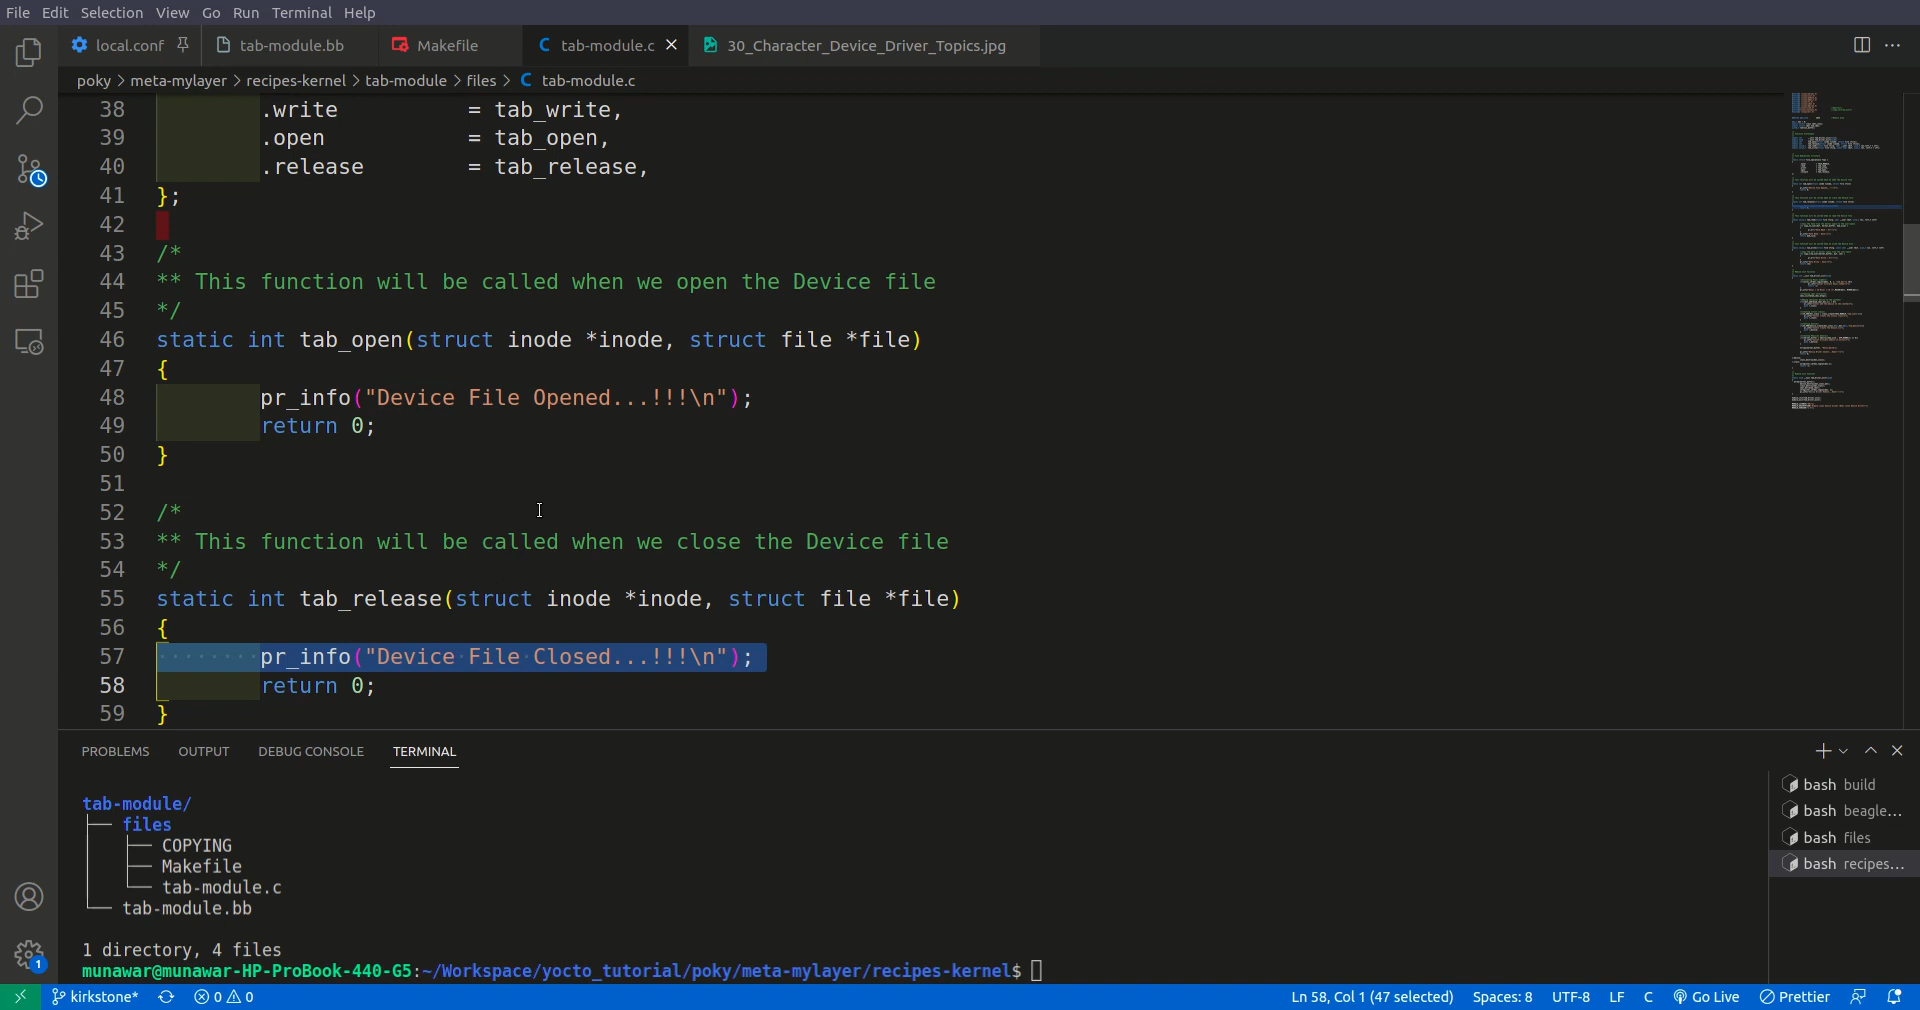 File Edit Selection View Go Run Terminal Help
local.conf tab-module.bb Makefile C tab-module.c 30_Character_Device_Driver_Topics.jpg
poky > meta-mylayer > recipes-kernel > tab-module > files > C tab-module.c
38 .write = tab_write,
39 .open = tab_open,
40 .release = tab_release,
41 };
42
43 /*
44 ** This function will be called when we open the Device file
45 */
46 static int tab_open(struct inode *inode, struct file *file)
47 {
48 pr_info("Device File Opened...!!!\n");
49 return 0;
50 }
51
52 /*
53 ** This function will be called when we close the Device file
54 */
55 static int tab_release(struct inode *inode, struct file *file)
56 {
57 pr_info("Device File Closed...!!!\n");
58 return 0;
59 }
PROBLEMS OUTPUT DEBUG CONSOLE TERMINAL
tab-module/
files
COPYING
Makefile
tab-module.c
tab-module.bb
1 directory, 4 files
munawar@munawar-HP-ProBook-440-G5:~/Workspace/yocto_tutorial/poky/meta-mylayer/recipes-kernel$
bash build
bash beagle...
bash files
bash recipes...
1
kirkstone* 0 0 Ln 58, Col 1 (47 selected) Spaces: 8 UTF-8 LF C Go Live Prettier